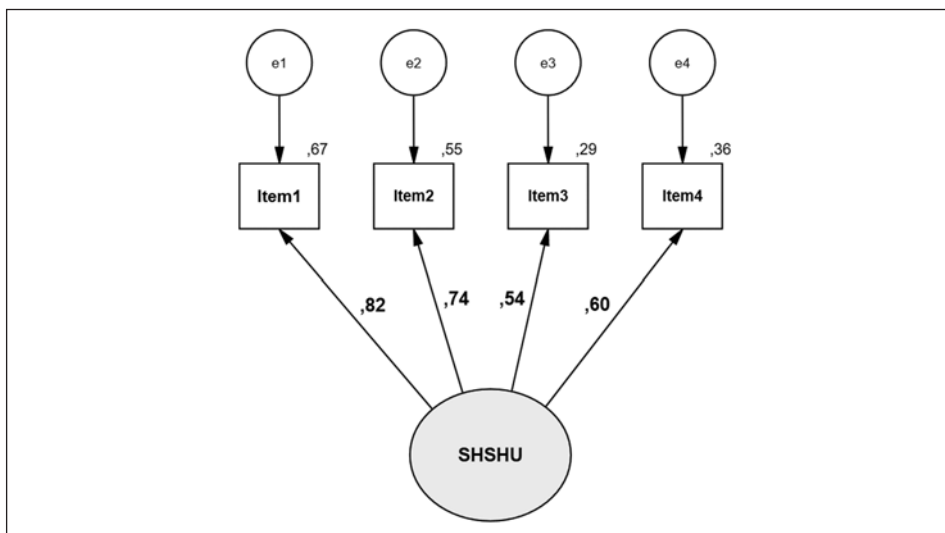 e1 e2 e3 e4
,67 ,55 ,29 ,36
Item1 Item2 Item3 Item4
,82 ,74 ,54 ,60
SHSHU